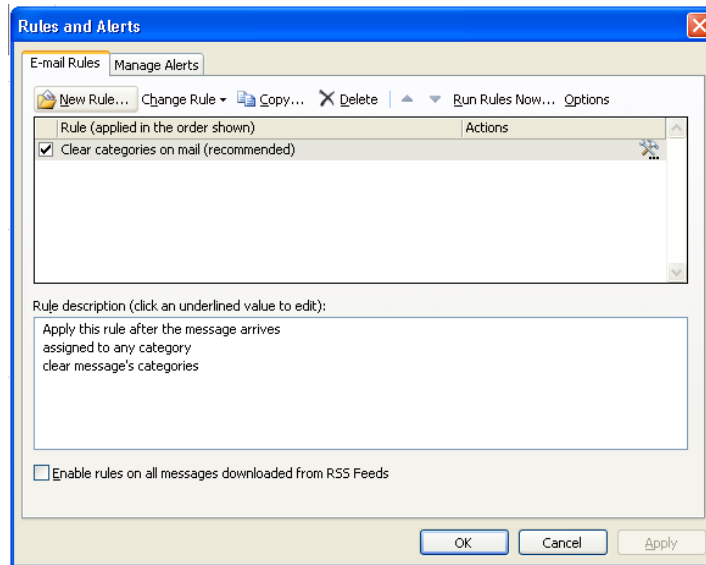 Rules and Alerts
E-mail Rules Manage Alerts
New Rule... Change Rule Copy... Delete Run Rules Now... Options
Rule (applied in the order shown) Actions
Clear categories on mail (recommended)
Rule description (click an underlined value to edit):
Apply this rule after the message arrives
assigned to any category
clear message's categories
Enable rules on all messages downloaded from RSS Feeds
OK Cancel Apply